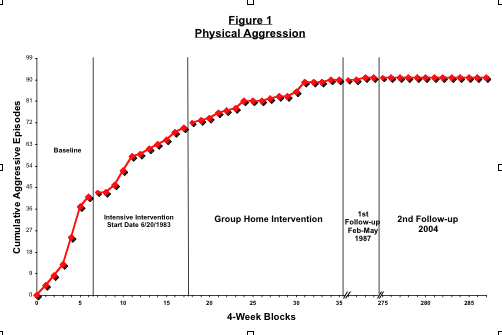 Figure 1
Physical Aggression
Cumulative Aggressive Episodes
99
90
81
72
63
54
45
36
27
18
9
0
Baseline
Intensive Intervention
Start Date 6/20/1983
Group Home Intervention
1st
Follow-up
Feb-May
1987
2nd Follow-up
2004
0 5 10 15 20 25 30 35 275 280 285
4-Week Blocks